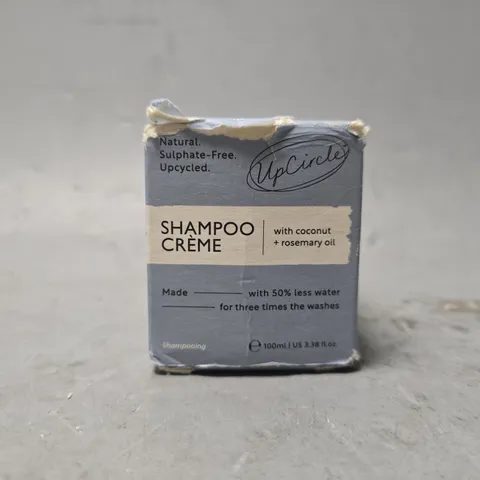 Natural.
Sulphate-Free.
Upcycled.
UpCircle
SHAMPOO
CRÈME
with coconut
+ rosemary oil
Made with 50% less water
for three times the washes
Shampooing
℮ 100ml | US 3.38 fl oz